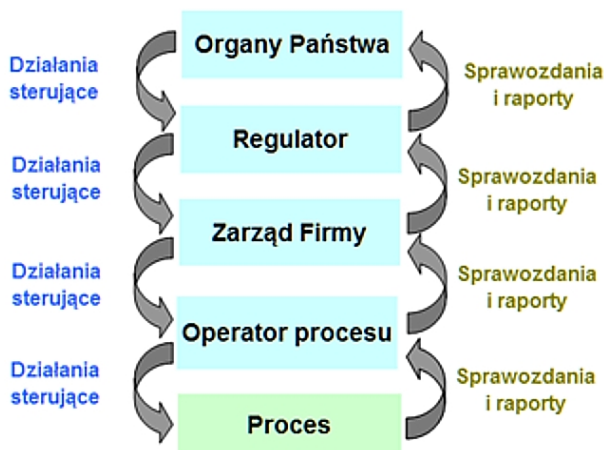 Organy Państwa
Działania
sterujące
Sprawozdania
i raporty
Regulator
Działania
sterujące
Sprawozdania
i raporty
Zarząd Firmy
Działania
sterujące
Sprawozdania
i raporty
Operator procesu
Działania
sterujące
Sprawozdania
i raporty
Proces